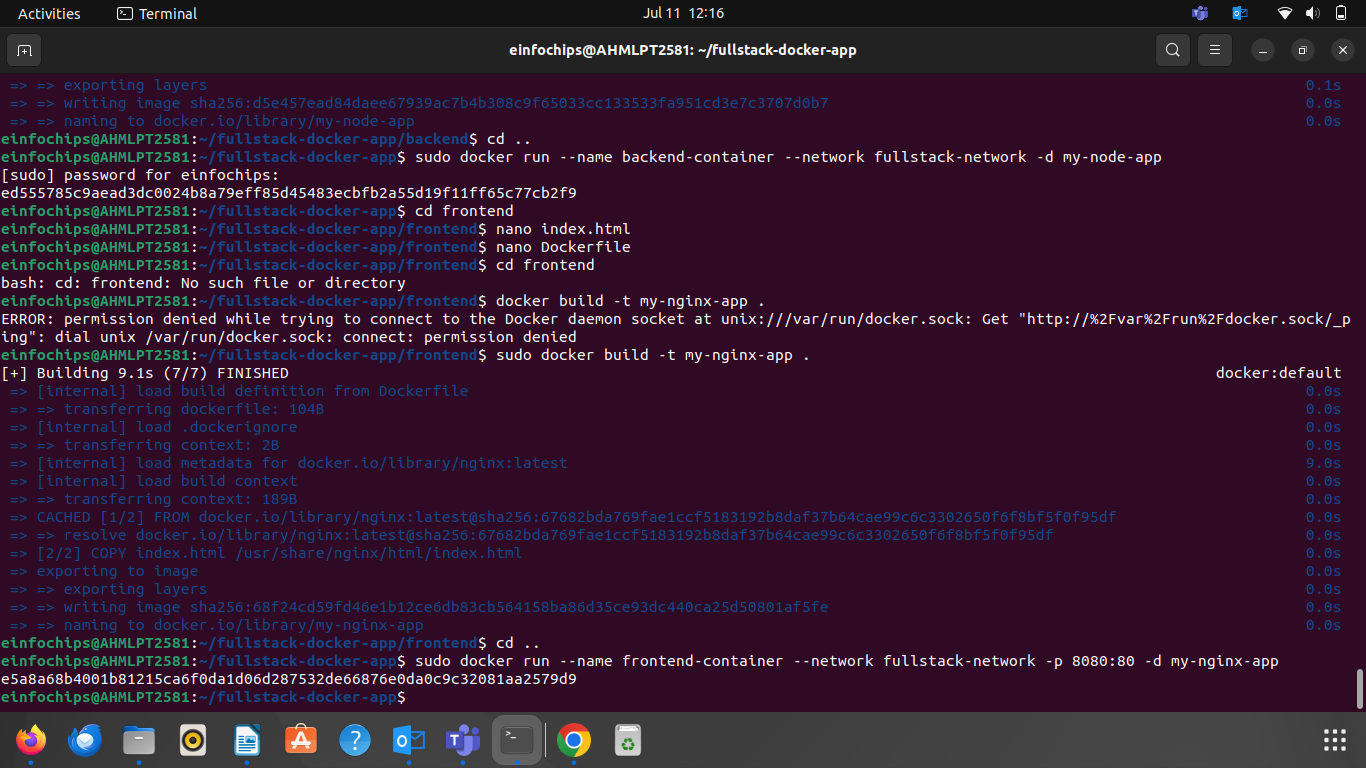 Activities
Terminal
Jul 11 12:16
einfochips@AHMLPT2581: ~/fullstack-docker-app
=> => exporting layers 0.1s
=> => writing image sha256:d5e457ead84daee67939ac7b4b308c9f65033cc133533fa951cd3e7c3707d0b7 0.0s
=> => naming to docker.io/library/my-node-app 0.0s
einfochips@AHMLPT2581:~/fullstack-docker-app/backend$ cd ..
einfochips@AHMLPT2581:~/fullstack-docker-app$ sudo docker run --name backend-container --network fullstack-network -d my-node-app
[sudo] password for einfochips:
ed555785c9aead3dc0024b8a79eff85d45483ecbfb2a55d19f11ff65c77cb2f9
einfochips@AHMLPT2581:~/fullstack-docker-app$ cd frontend
einfochips@AHMLPT2581:~/fullstack-docker-app/frontend$ nano index.html
einfochips@AHMLPT2581:~/fullstack-docker-app/frontend$ nano Dockerfile
einfochips@AHMLPT2581:~/fullstack-docker-app/frontend$ cd frontend
bash: cd: frontend: No such file or directory
einfochips@AHMLPT2581:~/fullstack-docker-app/frontend$ docker build -t my-nginx-app .
ERROR: permission denied while trying to connect to the Docker daemon socket at unix:///var/run/docker.sock: Get "http://%2Fvar%2Frun%2Fdocker.sock/_p
ing": dial unix /var/run/docker.sock: connect: permission denied
einfochips@AHMLPT2581:~/fullstack-docker-app/frontend$ sudo docker build -t my-nginx-app .
[+] Building 9.1s (7/7) FINISHED docker:default
=> [internal] load build definition from Dockerfile 0.0s
=> => transferring dockerfile: 104B 0.0s
=> [internal] load .dockerignore 0.0s
=> => transferring context: 2B 0.0s
=> [internal] load metadata for docker.io/library/nginx:latest 9.0s
=> [internal] load build context 0.0s
=> => transferring context: 189B 0.0s
=> CACHED [1/2] FROM docker.io/library/nginx:latest@sha256:67682bda769fae1ccf5183192b8daf37b64cae99c6c3302650f6f8bf5f0f95df 0.0s
=> => resolve docker.io/library/nginx:latest@sha256:67682bda769fae1ccf5183192b8daf37b64cae99c6c3302650f6f8bf5f0f95df 0.0s
=> [2/2] COPY index.html /usr/share/nginx/html/index.html 0.0s
=> exporting to image 0.0s
=> => exporting layers 0.0s
=> => writing image sha256:68f24cd59fd46e1b12ce6db83cb564158ba86d35ce93dc440ca25d50801af5fe 0.0s
=> => naming to docker.io/library/my-nginx-app 0.0s
einfochips@AHMLPT2581:~/fullstack-docker-app/frontend$ cd ..
einfochips@AHMLPT2581:~/fullstack-docker-app$ sudo docker run --name frontend-container --network fullstack-network -p 8080:80 -d my-nginx-app
e5a8a68b4001b81215ca6f0da1d06d287532de66876e0da0c9c32081aa2579d9
einfochips@AHMLPT2581:~/fullstack-docker-app$